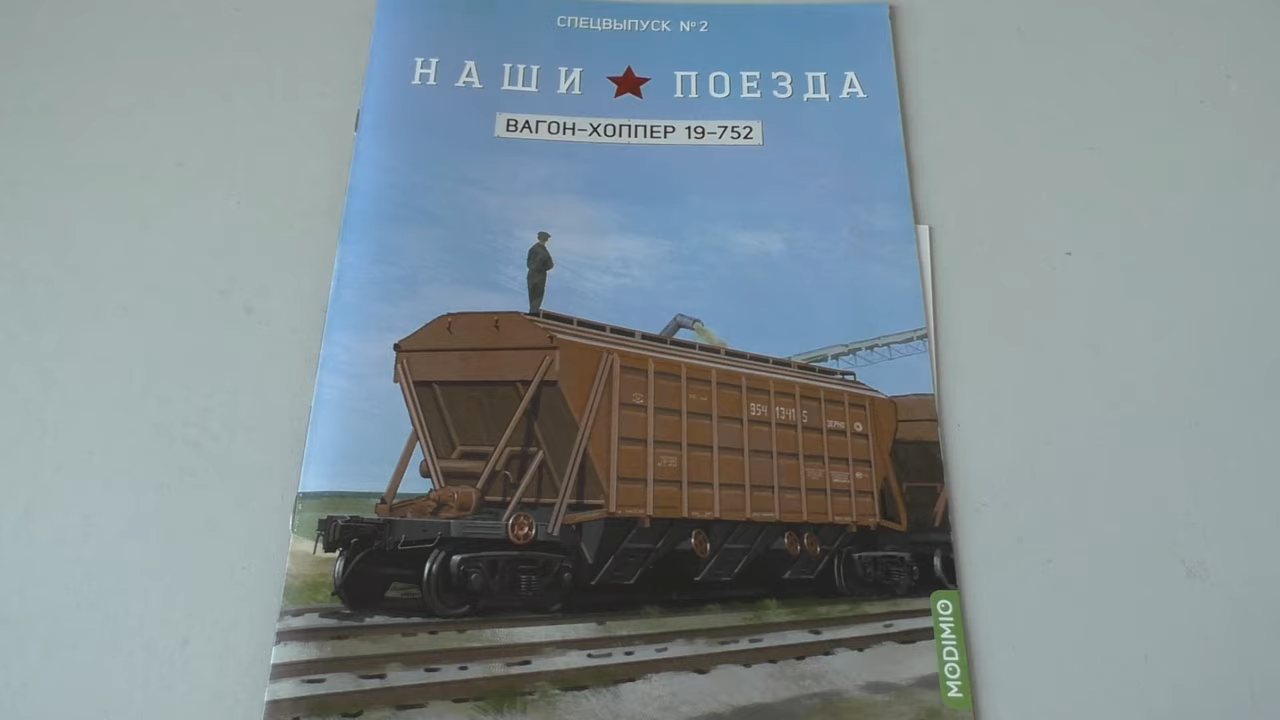 СПЕЦВЫПУСК №2
НАШИ ПОЕЗДА
ВАГОН-ХОППЕР 19-752
954 1341 5
ЗЕРНО
MODIMIO